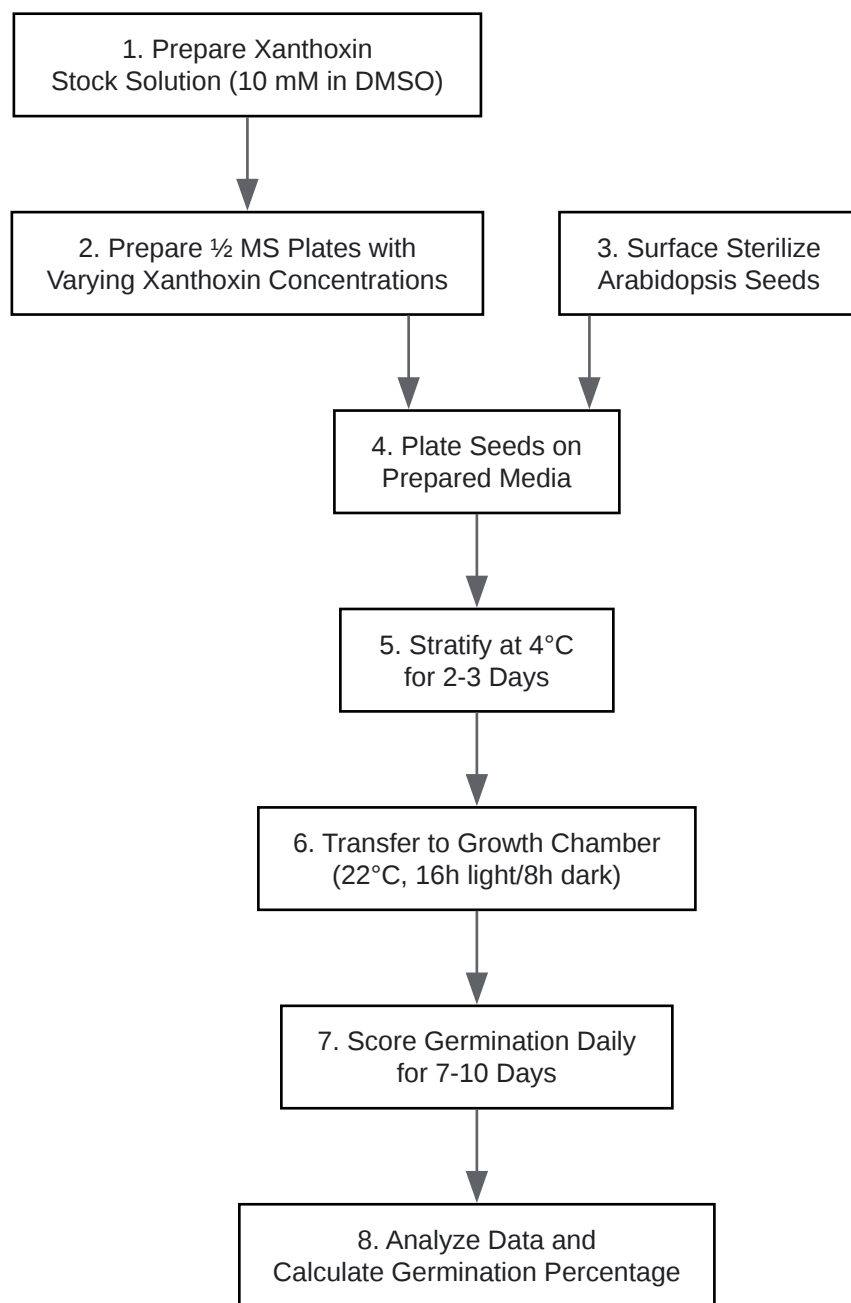 1. Prepare Xanthoxin
Stock Solution (10 mM in DMSO)
2. Prepare ½ MS Plates with
Varying Xanthoxin Concentrations
3. Surface Sterilize
Arabidopsis Seeds
4. Plate Seeds on
Prepared Media
5. Stratify at 4°C
for 2-3 Days
6. Transfer to Growth Chamber
(22°C, 16h light/8h dark)
7. Score Germination Daily
for 7-10 Days
8. Analyze Data and
Calculate Germination Percentage